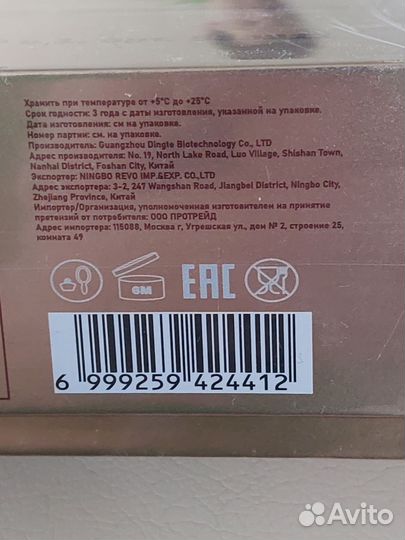 Хранить при температуре от +5°C до +25°C
Срок годности: 3 года с даты изготовления, указанной на упаковке.
Дата изготовления: см на упаковке.
Номер партии: см. на упаковке.
Производитель: Guangzhou Dingte Biotechnology Co., LTD
Адрес производителя: No. 19, North Lake Road, Luo Village, Shishan Town,
Nanhai District, Foshan City, Китай
Экспортер: NINGBO REVO IMP.&EXP. CO.,LTD
Адрес экспортера: 3-2, 247 Wangshan Road, Jiangbei District, Ningbo City,
Zhejiang Province, Китай
Импортер/Организация, уполномоченная изготовителем на принятие
претензий от потребителя: ООО ПРОТРЕЙД
Адрес импортера: 115088, Москва г, Угрешская ул., дом № 2, строение 25,
комната 49
6M
EAC
6 999259 424412
Avito